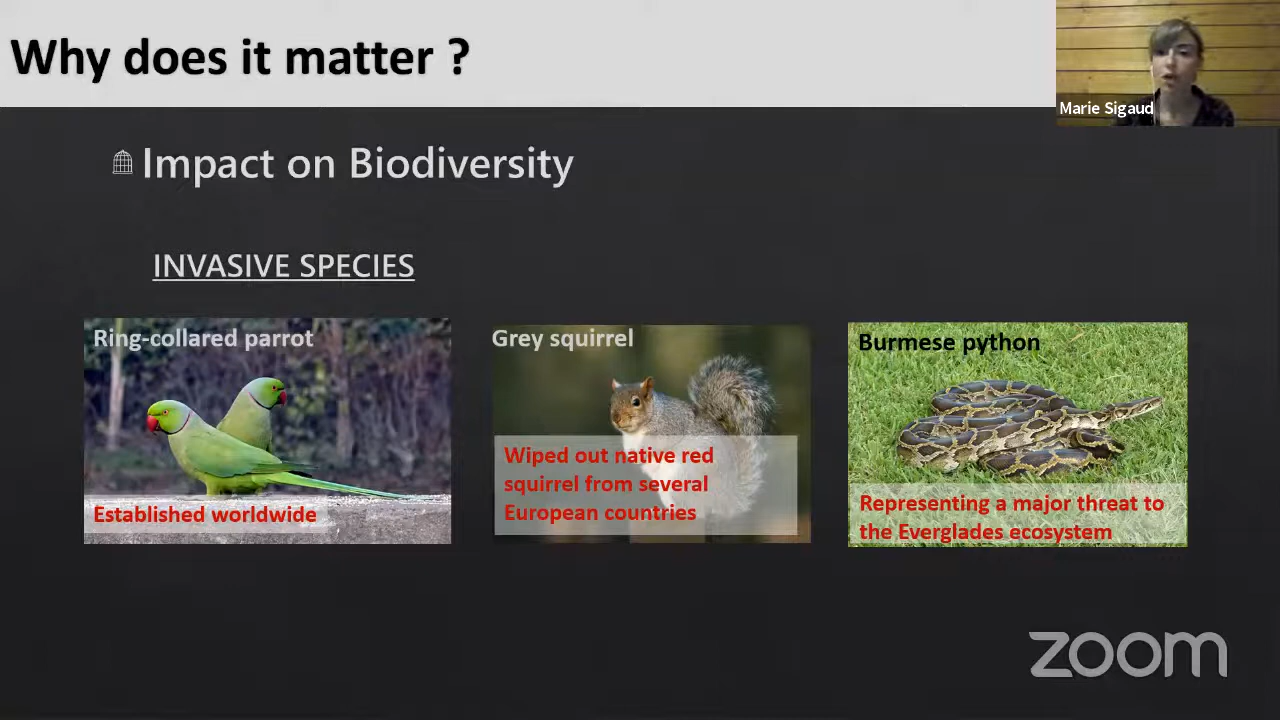 Why does it matter ?
Marie Sigaud
Impact on Biodiversity
INVASIVE SPECIES
Ring-collared parrot
Established worldwide
Grey squirrel
Wiped out native red
squirrel from several
European countries
Burmese python
Representing a major threat to
the Everglades ecosystem
zoom